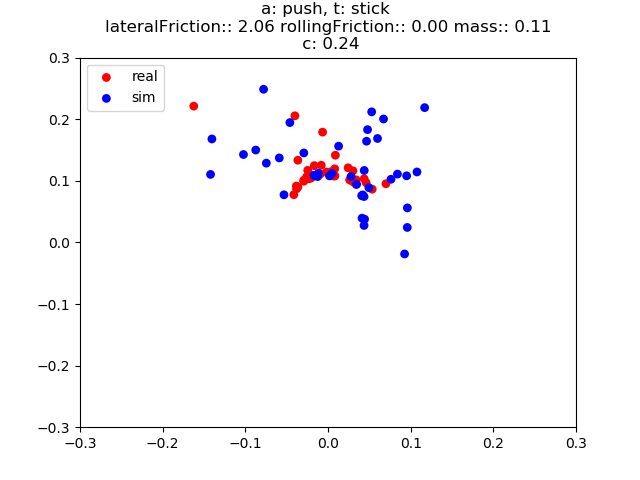 a: push, t: stick
lateralFriction:: 2.06 rollingFriction:: 0.00 mass:: 0.11
c: 0.24
real
sim
0.3
0.2
0.1
0.0
−0.1
−0.2
−0.3
−0.3 −0.2 −0.1 0.0 0.1 0.2 0.3